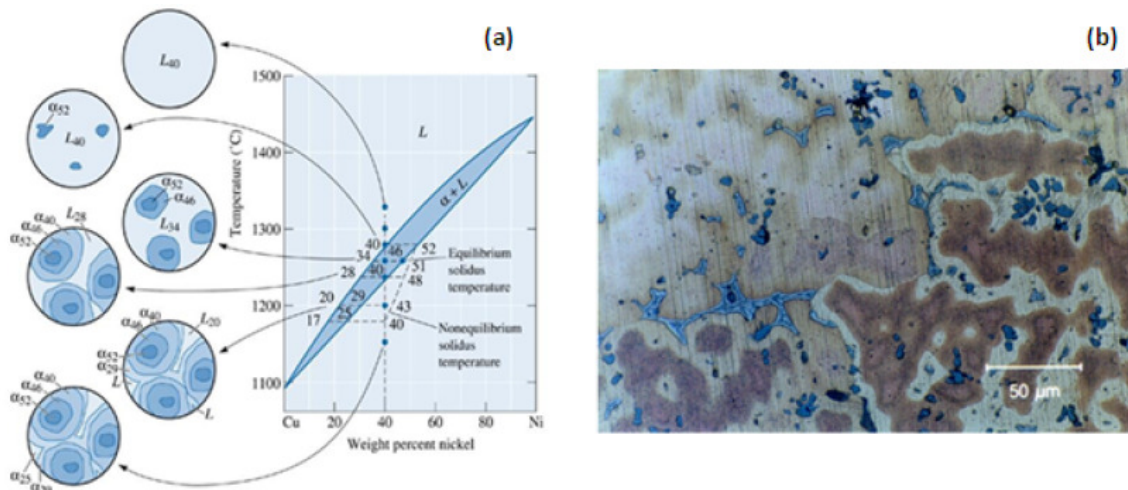 (a)
(b)
L40
α52
L40
α52
α46
L34
α40
α46
α52
L28
α40
α46
α52
α29
L
L20
L
α40
α46
α52
α25
1500
1400
1300
1200
1100
Temperature (°C)
L
α + L
40
34
46
52
28
40
51
48
20
29
43
17
25
40
Equilibrium
solidus
temperature
Nonequilibrium
solidus
temperature
Cu
20
40
60
80
Ni
Weight percent nickel
50 µm